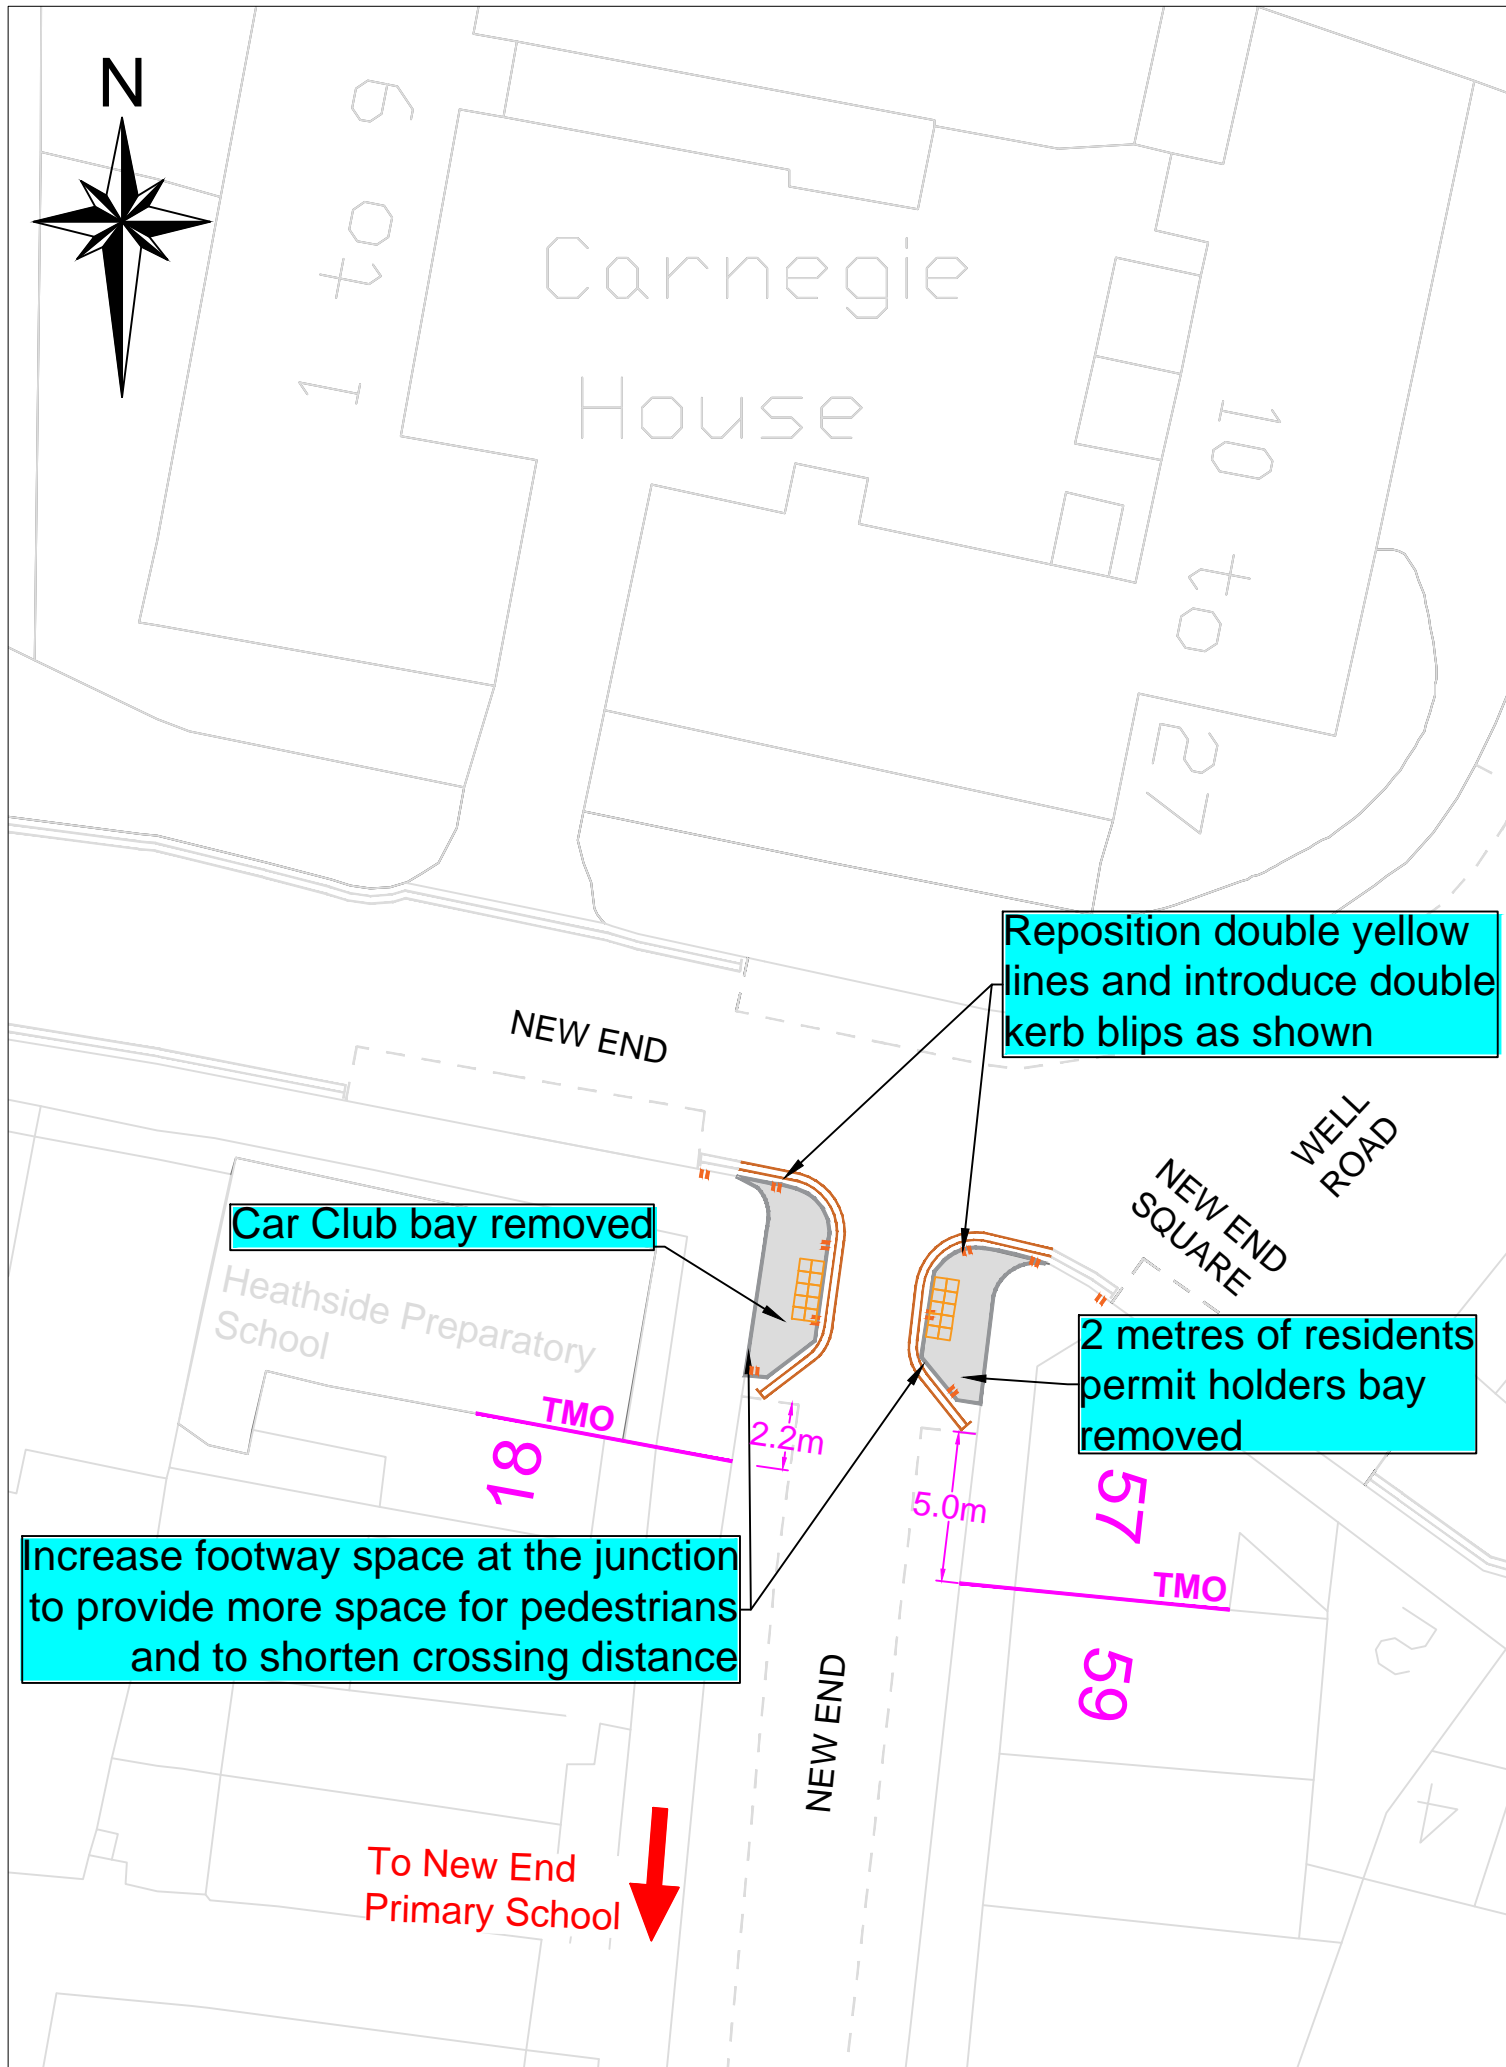 N
1 to 9
Carnegie
House
10 to 27
Reposition double yellow
lines and introduce double
kerb blips as shown
NEW END
WELL
ROAD
NEW END
SQUARE
Car Club bay removed
Heathside Preparatory
School
2 metres of residents
permit holders bay
removed
TMO
18
2.2m
5.0m
57
TMO
59
Increase footway space at the junction
to provide more space for pedestrians
and to shorten crossing distance
NEW END
2
4
To New End
Primary School